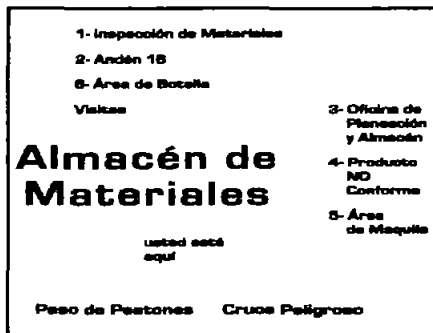 1- Inspección de Materiales
2- Andén 18
6- Área de Botella
Visitas
3- Oficina de
Planeación
y Almacén
Almacén de
Materiales
4- Producto
NO
Conforme
5- Área
de Maquila
usted está
aquí
Paso de Peatones Cruce Peligroso